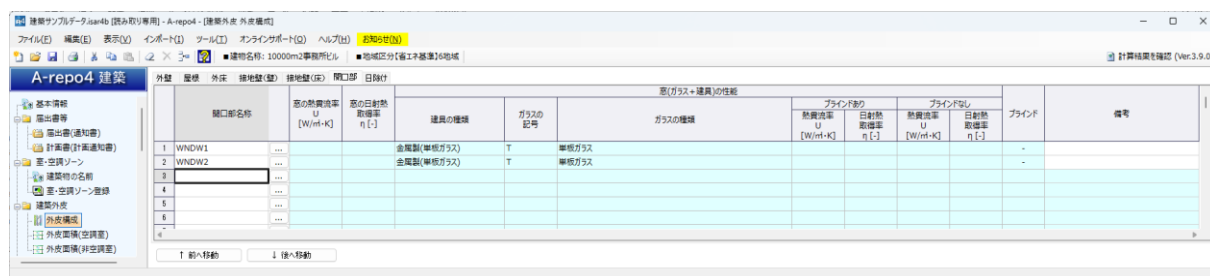 建築サンプルデータ.isar4b [読み取り専用] - A-repo4 - [建築外皮 外皮構成]
ファイル(F) 編集(E) 表示(V) インポート(I) ツール(L) オンラインサポート(Q) ヘルプ(H) お知らせ(N)
■建物名称: 10000m2事務所ビル ■地域区分【省エネ基準】6地域 計算結果を確認 (Ver.3.9.0
A-repo4 建築
外壁 屋根 外床 接地壁(壁) 接地壁(床) 開口部 日除け
基本情報
届出書等
届出書(通知書)
計画書(計画通知書)
室・空調ゾーン
建築物の名前
室・空調ゾーン登録
建築外皮
外皮構成
外皮面積(空調室)
外皮面積(非空調室)
窓(ガラス+建具)の性能
開口部名称
窓の熱貫流率
U
[W/㎡・K]
窓の日射熱
取得率
η [-]
建具の種類
ガラスの
記号
ガラスの種類
ブラインドあり
熱貫流率
U
[W/㎡・K]
日射熱
取得率
η [-]
ブラインドなし
熱貫流率
U
[W/㎡・K]
日射熱
取得率
η [-]
ブラインド
備考
1 WNDW1 ... 金属製(単板ガラス) T 単板ガラス -
2 WNDW2 ... 金属製(単板ガラス) T 単板ガラス -
3 ...
4 ...
5 ...
6 ...
↑ 前へ移動 ↓ 後へ移動